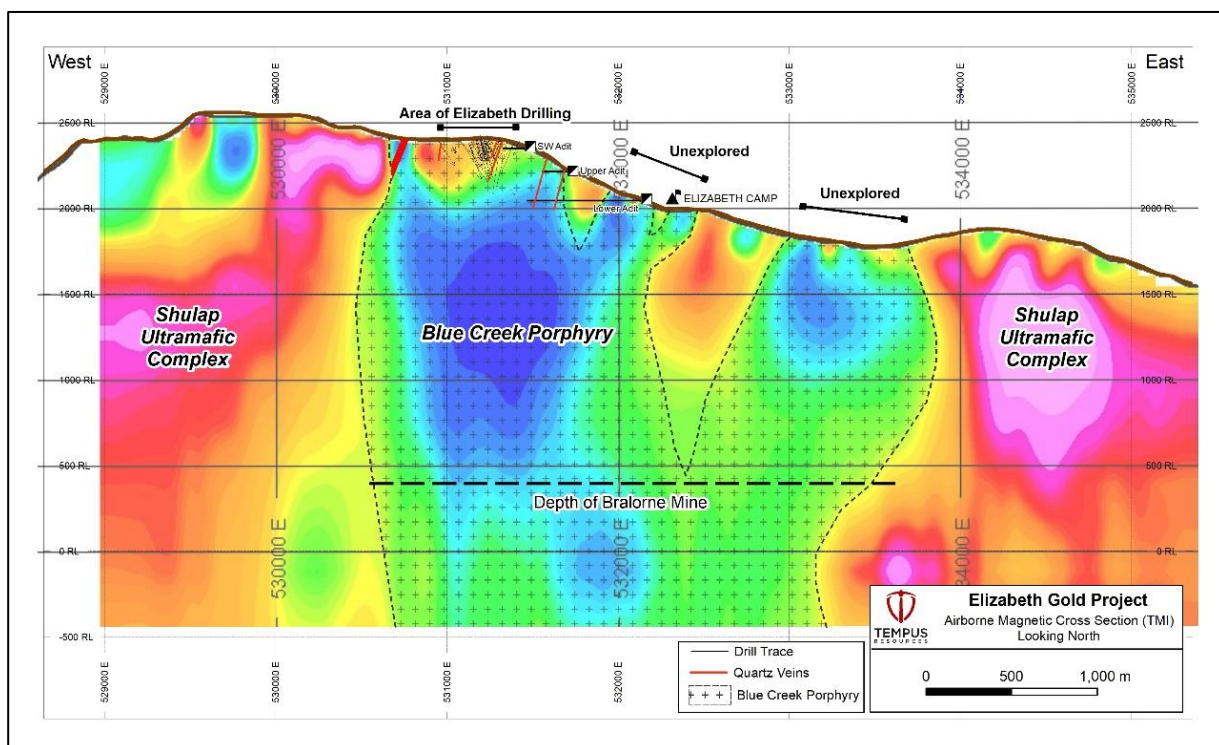 West
East
529000 E
530000 E
531000 E
532000 E
533000 E
534000 E
535000 E
Area of Elizabeth Drilling
2500 RL
2500 RL
SW Adit
530000 E
532000 E
534000 E
Unexplored
Upper Adit
ELIZABETH CAMP
Unexplored
2000 RL
Lower Adit
2000 RL
1500 RL
1500 RL
Shulap
Ultramafic
Complex
Blue Creek Porphyry
Shulap
Ultramafic
Complex
1000 RL
1000 RL
500 RL
500 RL
Depth of Bralorne Mine
530000 E
532000 E
534000 E
0 RL
0 RL
-500 RL
529000 E
530000 E
531000 E
532000 E
Drill Trace
Quartz Veins
Blue Creek Porphyry
TEMPUS
RESOURCES
Elizabeth Gold Project
Airborne Magnetic Cross Section (TMI)
Looking North
0 500 1,000 m